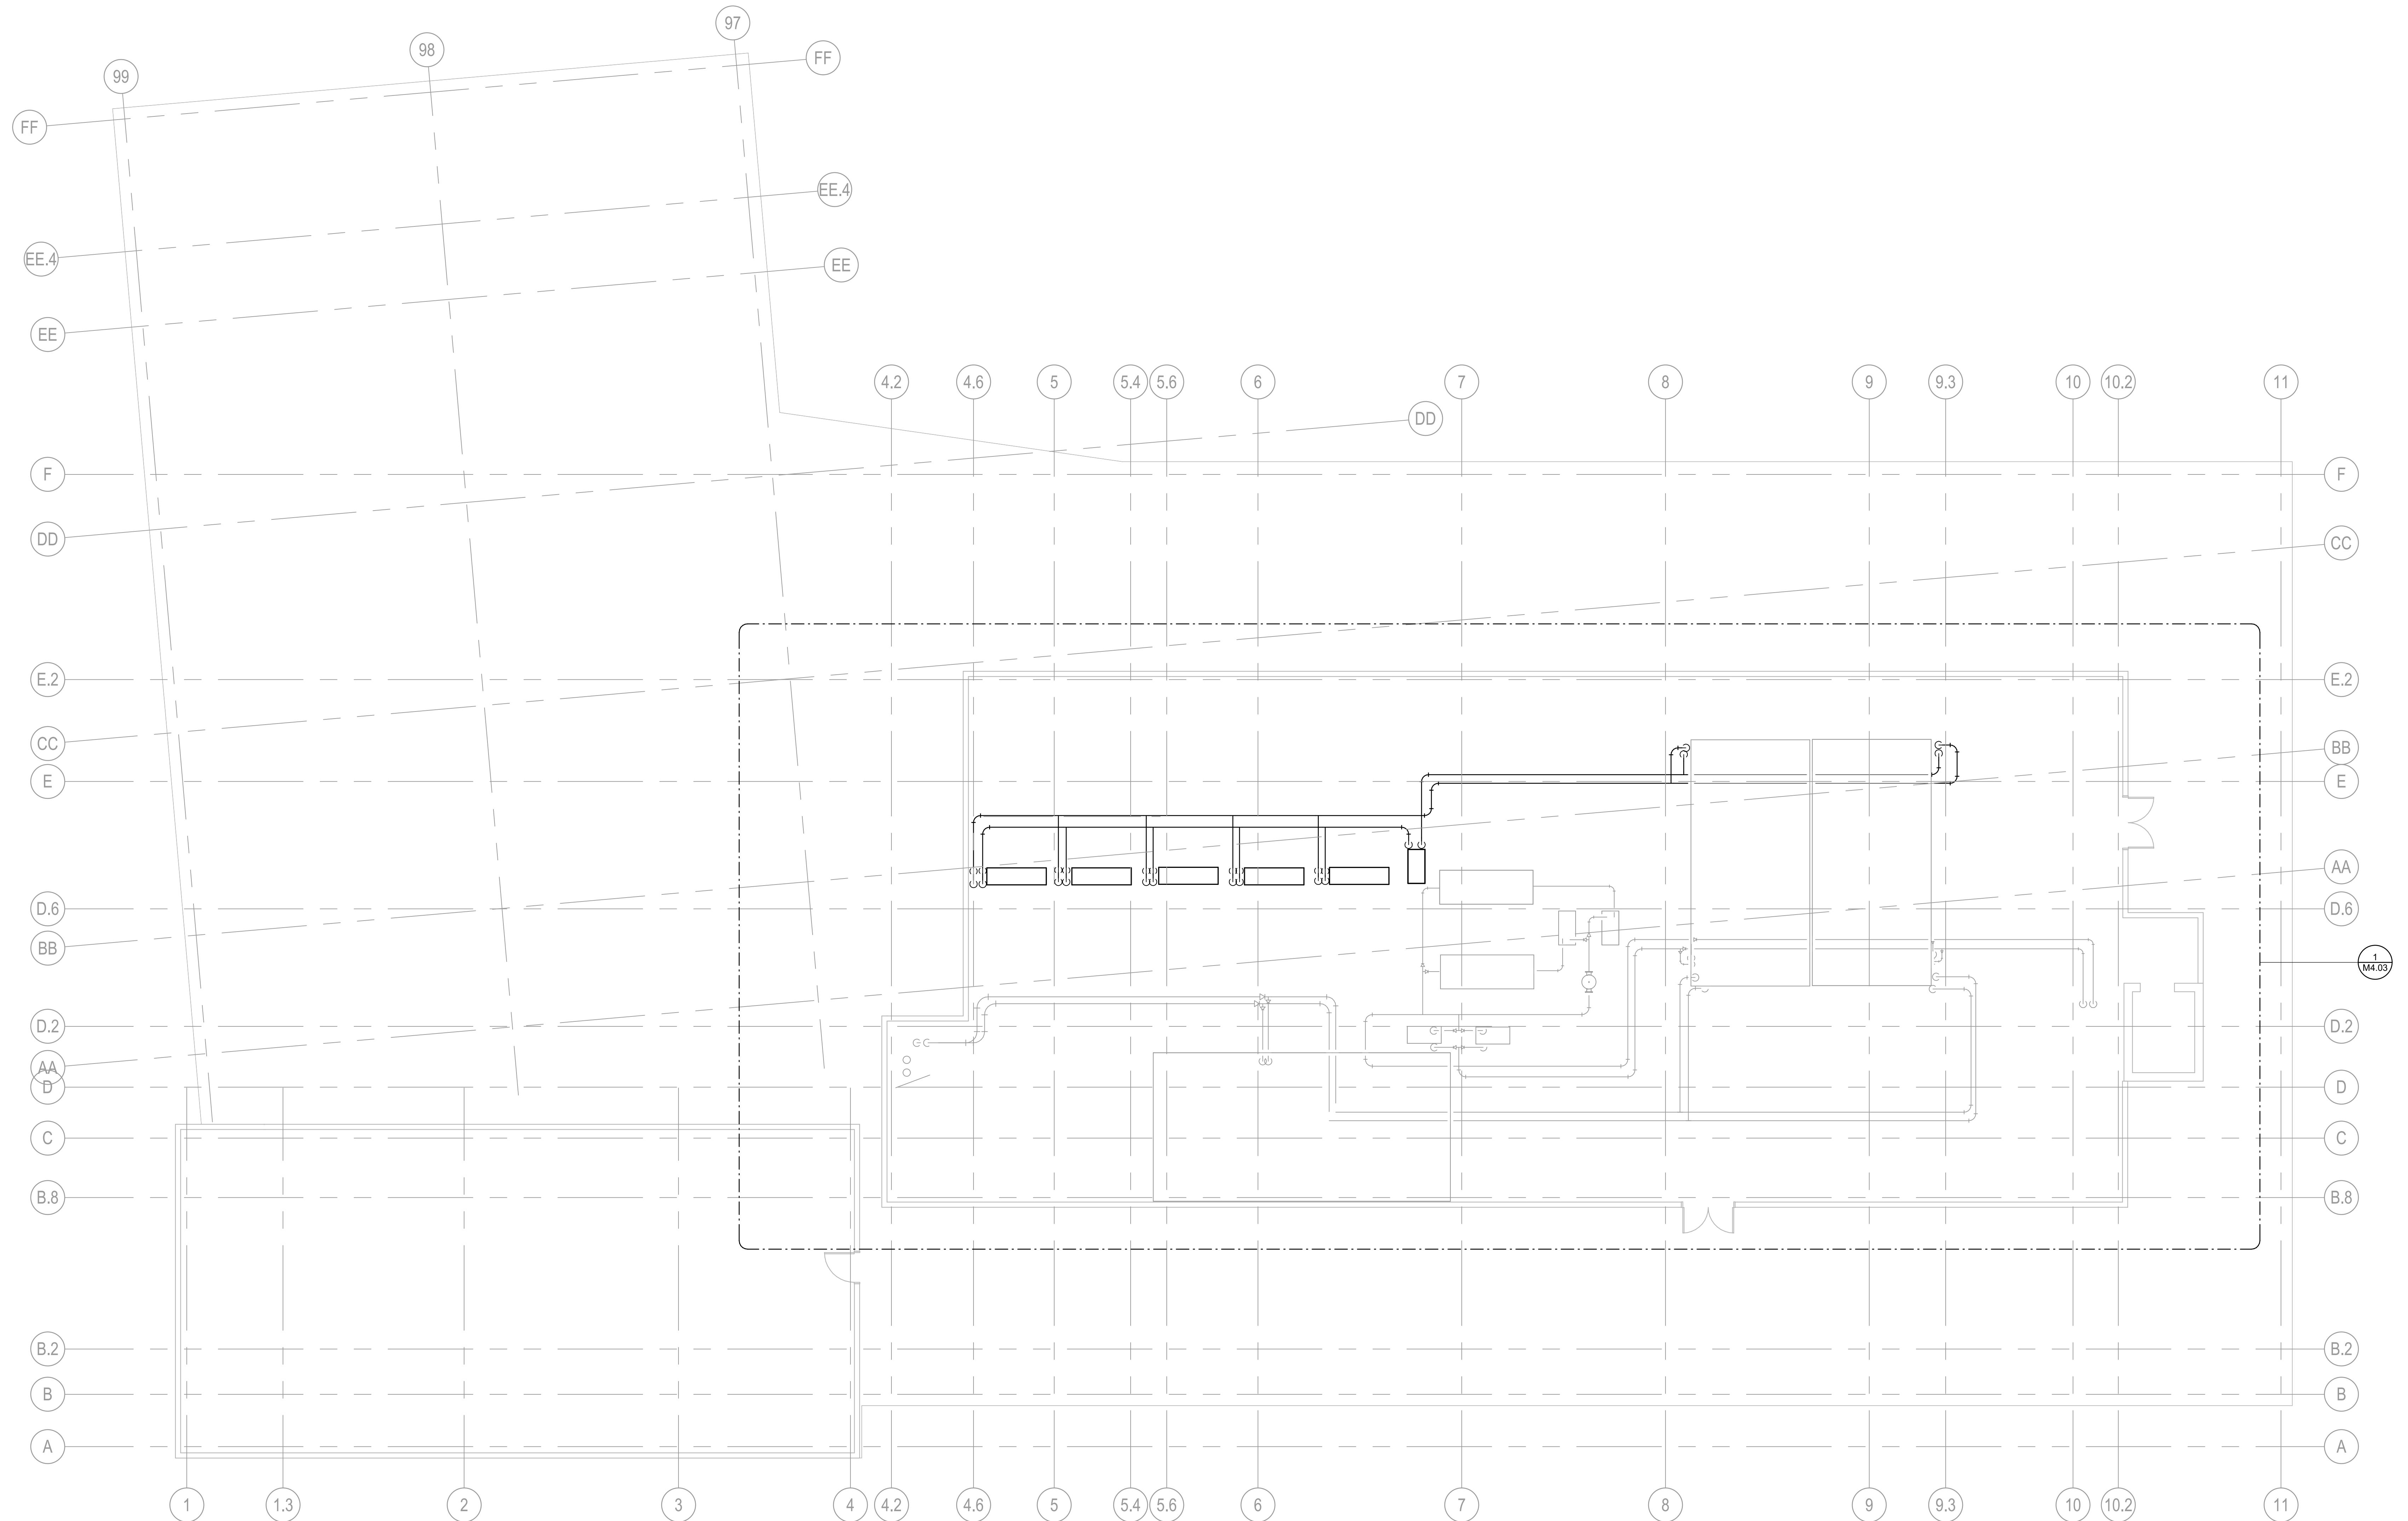 97
98
FF
99
FF
EE.4
EE.4
EE
EE
4.2 4.6 5 5.4 5.6 6 7 8 9 9.3 10 10.2 11
DD
F F
DD CC
E.2 E.2
CC BB
E E
AA
D.6 D.6
BB
1
M4.03
D.2 D.2
AA
D D
C C
B.8 B.8
B.2 B.2
B B
A A
1 1.3 2 3 4 4.2 4.6 5 5.4 5.6 6 7 8 9 9.3 10 10.2 11